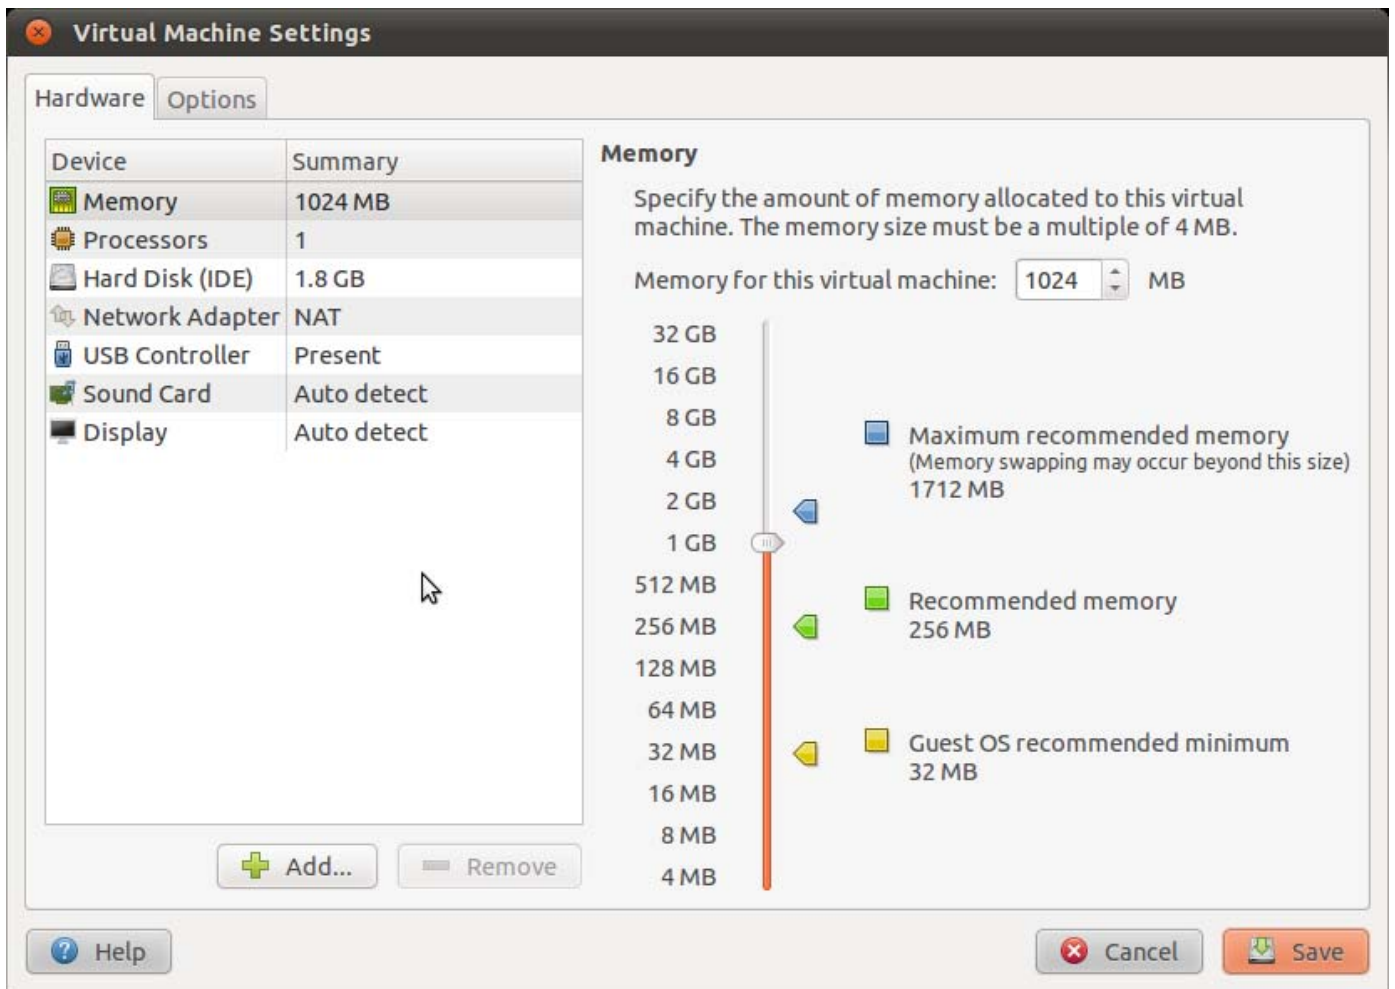 Virtual Machine Settings
Hardware Options
Device Summary
Memory 1024 MB
Processors 1
Hard Disk (IDE) 1.8 GB
Network Adapter NAT
USB Controller Present
Sound Card Auto detect
Display Auto detect
Add... Remove
Memory
Specify the amount of memory allocated to this virtual
machine. The memory size must be a multiple of 4 MB.
Memory for this virtual machine: 1024 MB
32 GB
16 GB
8 GB
4 GB
2 GB
1 GB
512 MB
256 MB
128 MB
64 MB
32 MB
16 MB
8 MB
4 MB
Maximum recommended memory
(Memory swapping may occur beyond this size)
1712 MB
Recommended memory
256 MB
Guest OS recommended minimum
32 MB
Help Cancel Save